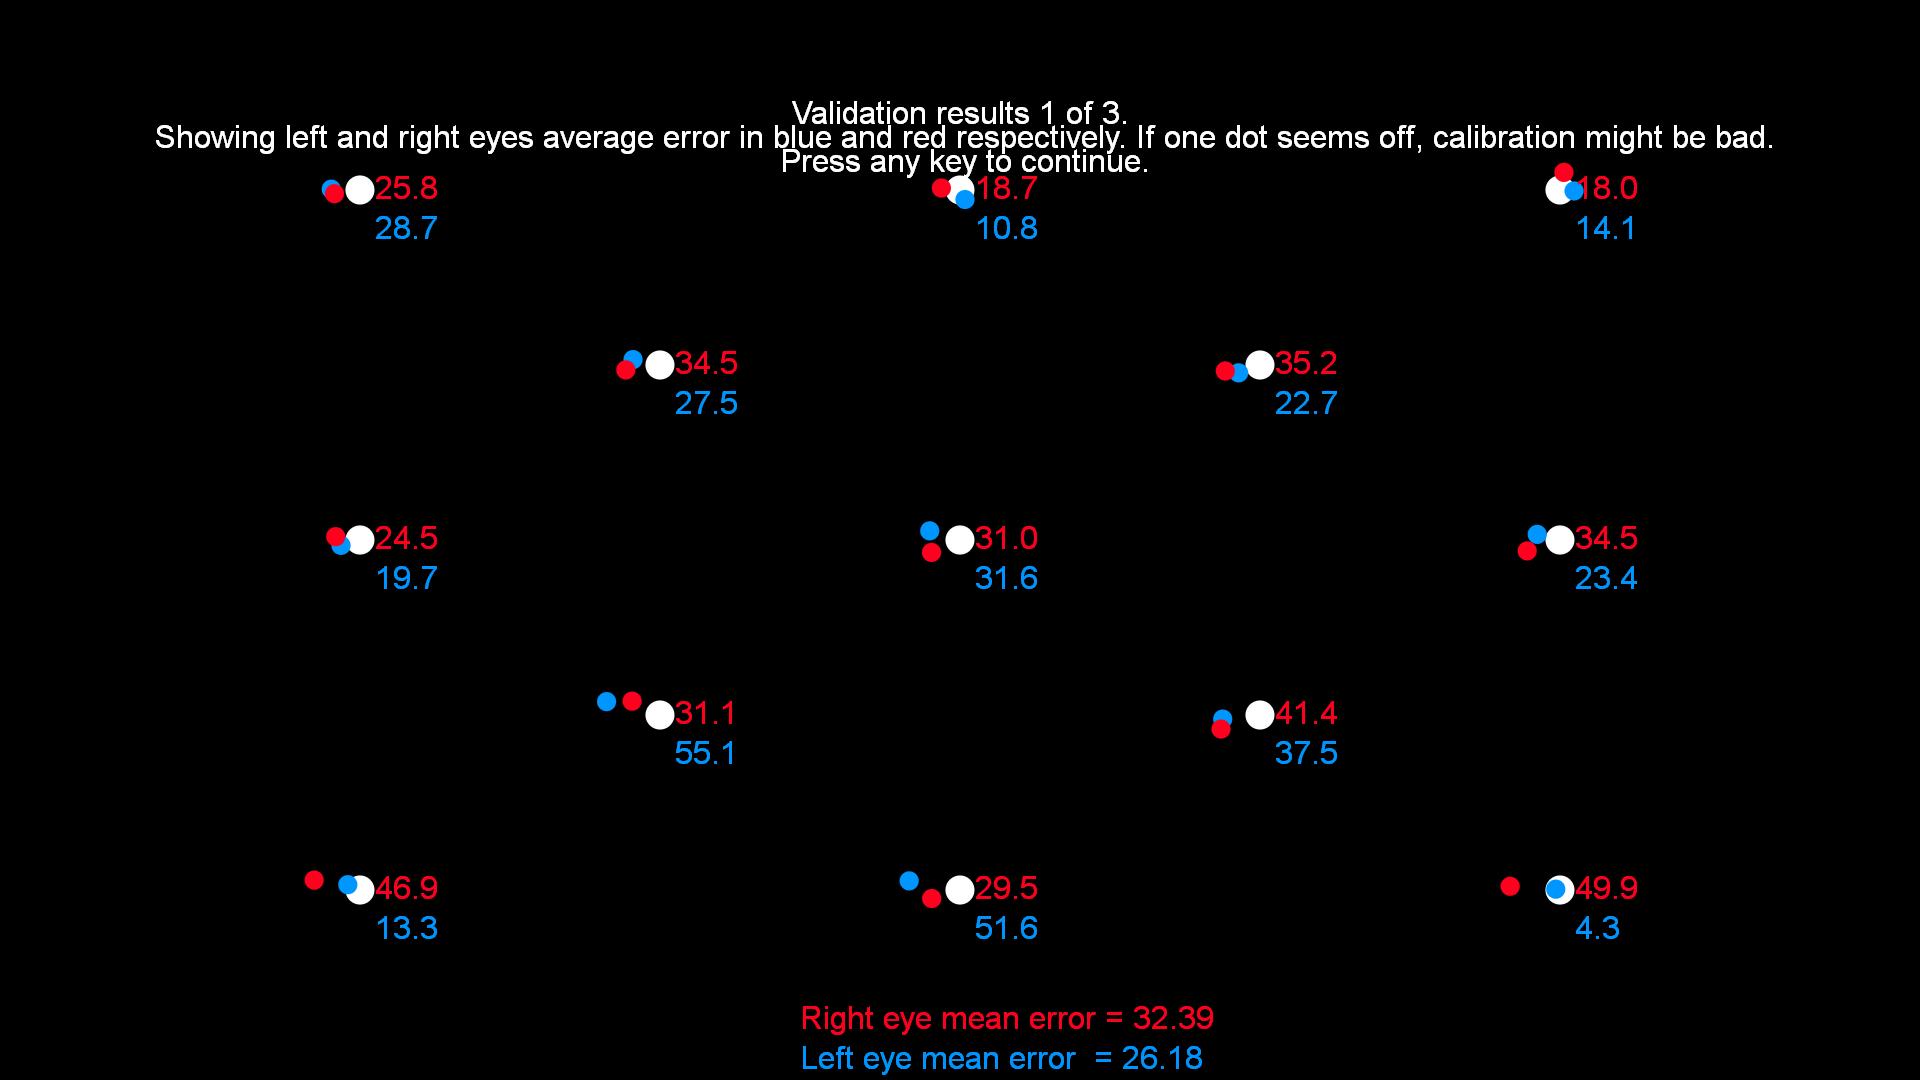 Validation results 1 of 3.
Showing left and right eyes average error in blue and red respectively. If one dot seems off, calibration might be bad.
Press any key to continue.
25.8 18.7 18.0
28.7 10.8 14.1
34.5 35.2
27.5 22.7
24.5 31.0 34.5
19.7 31.6 23.4
31.1 41.4
55.1 37.5
46.9 29.5 49.9
13.3 51.6 4.3
Right eye mean error = 32.39
Left eye mean error = 26.18